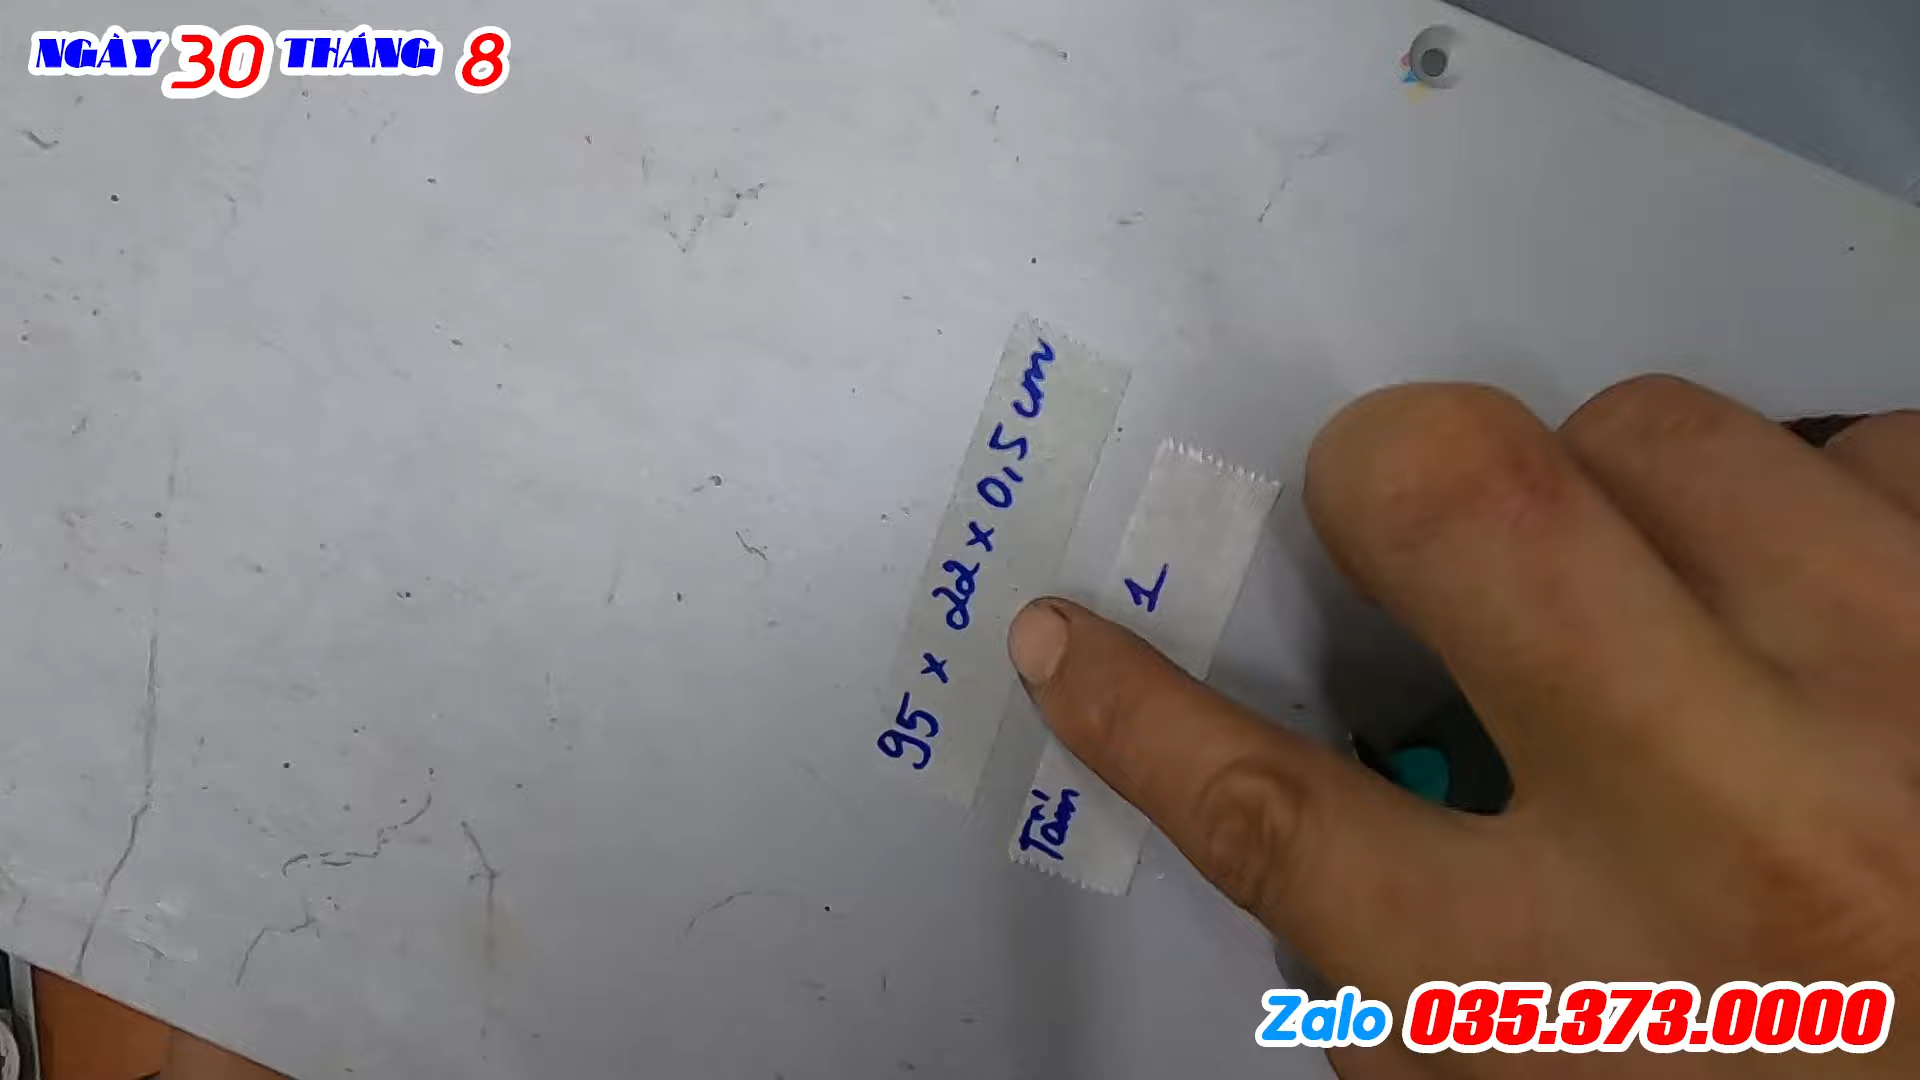 NGÀY 30 THÁNG 8
95 x 22 x 0,5 cm
Tấm 1
Zalo 035.373.0000